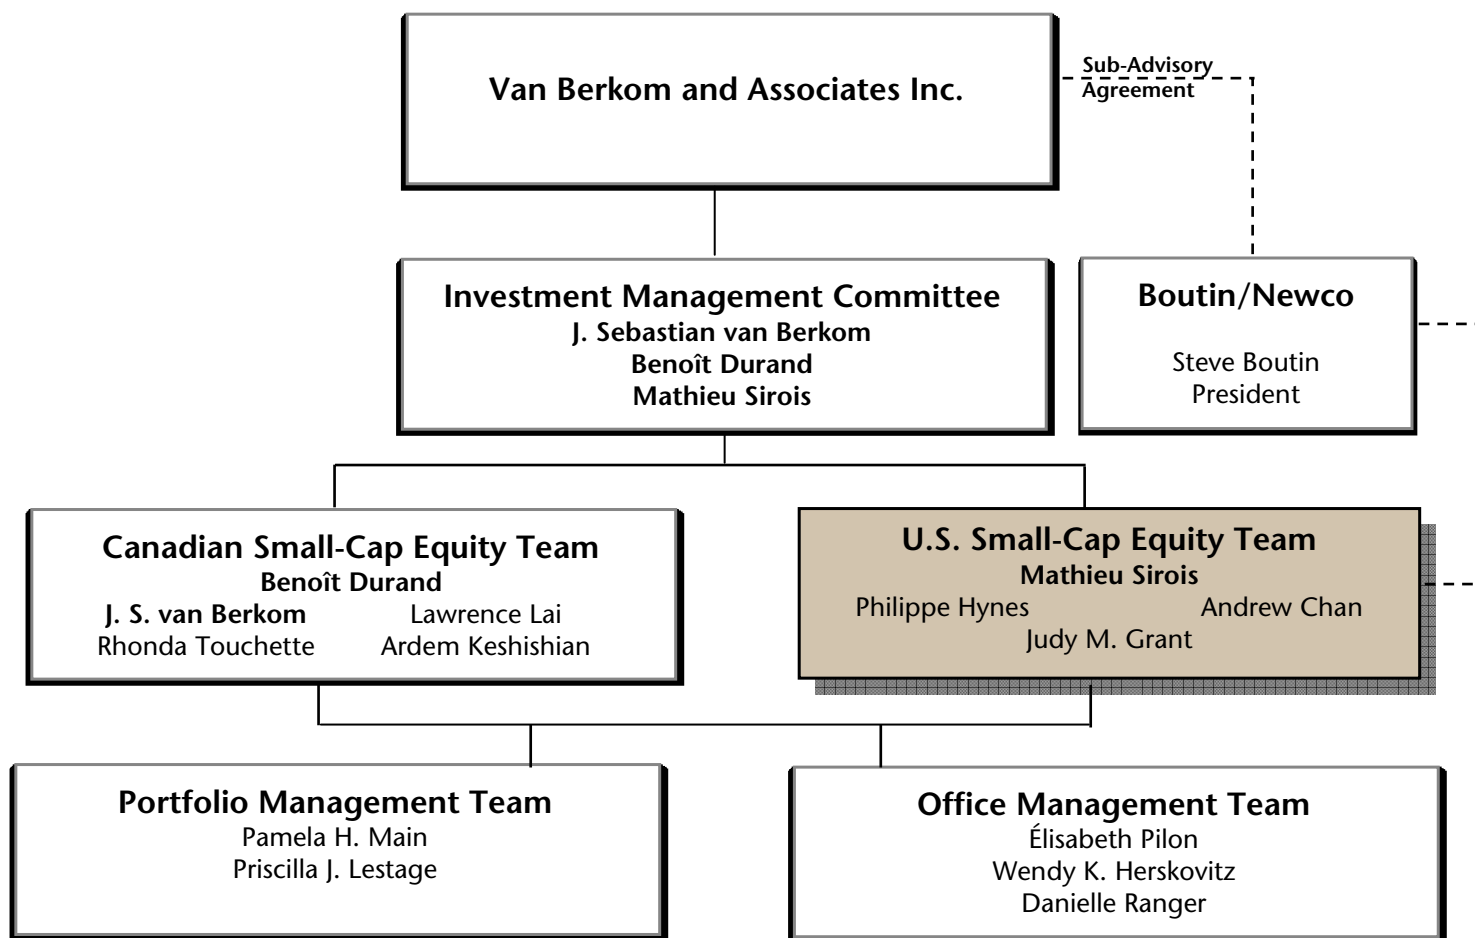 Van Berkom and Associates Inc.
Sub-Advisory
Agreement
Investment Management Committee
J. Sebastian van Berkom
Benoît Durand
Mathieu Sirois
Boutin/Newco
Steve Boutin
President
Canadian Small-Cap Equity Team
Benoît Durand
J. S. van Berkom Lawrence Lai
Rhonda Touchette Ardem Keshishian
U.S. Small-Cap Equity Team
Mathieu Sirois
Philippe Hynes Andrew Chan
Judy M. Grant
Portfolio Management Team
Pamela H. Main
Priscilla J. Lestage
Office Management Team
Élisabeth Pilon
Wendy K. Herskovitz
Danielle Ranger